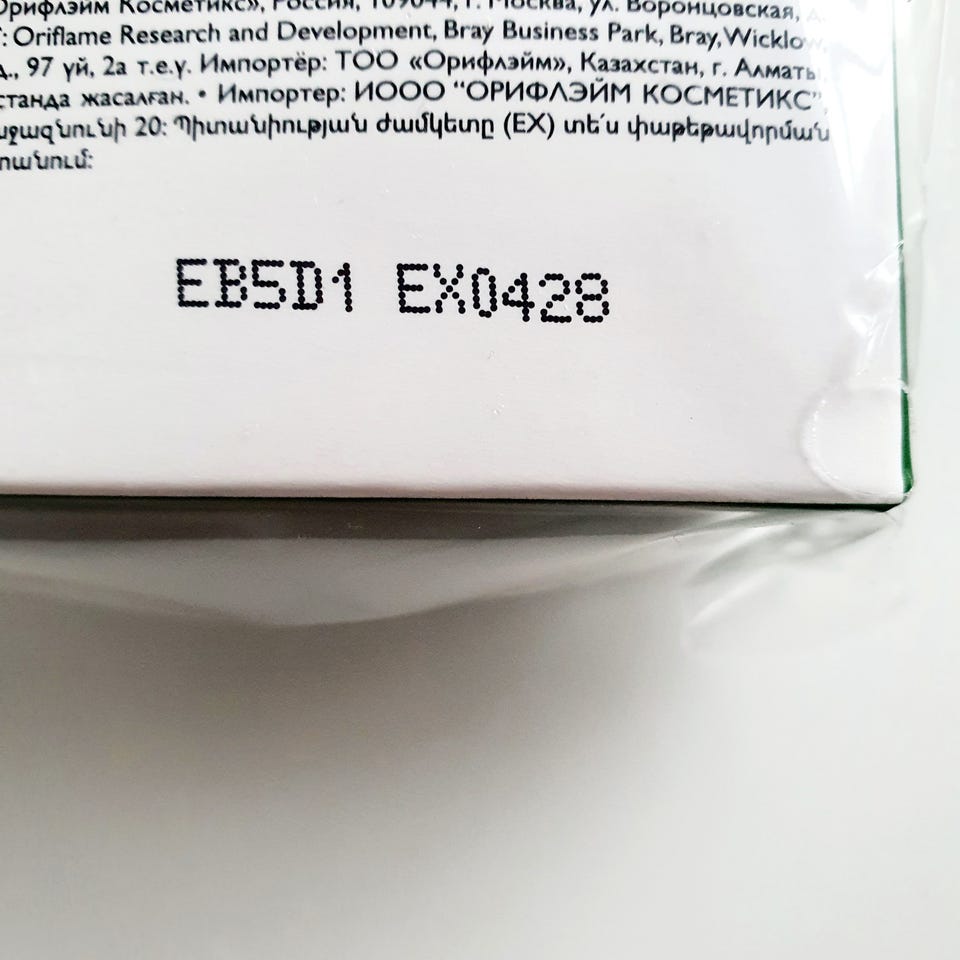 Орифлэйм Косметикс», Россия, 109044, г. Москва, ул. Воронцовская, д.
: Oriflame Research and Development, Bray Business Park, Bray, Wicklow,
д., 97 үй, 2а т.е.ү. Импортёр: ТОО «Орифлэйм», Казахстан, г. Алматы
станда жасалған. • Импортер: ИООО “ОРИФЛЭЙМ КОСМЕТИКС”,
20: Պիտանիության ժամկետը (EX) տե՛ս փաթեթավորման
EB5D1 EX0428